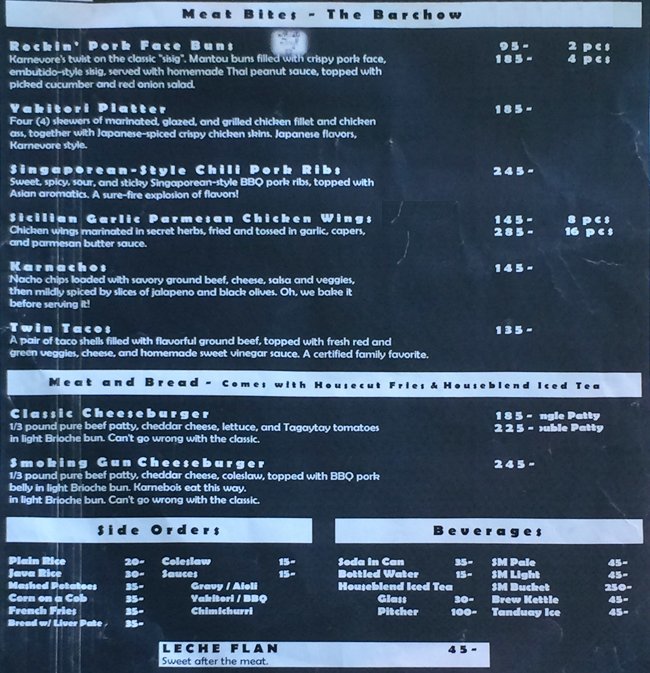 Meat Bites - The Barchow
Rockin' Pork Face Buns 95- 2 pcs
Karnevore's twist on the classic "sisig". Mantou buns filled with crispy pork face, 185- 4 pcs
embutido-style sisig, served with homemade Thai peanut sauce, topped with
picked cucumber and red onion salad.
Yakitori Platter 185-
Four (4) skewers of marinated, glazed, and grilled chicken fillet and chicken
ass, together with Japanese-spiced crispy chicken skins. Japanese flavors,
Karnevore style.
Singaporean-Style Chili Pork Ribs 245-
Sweet, spicy, sour, and sticky Singaporean-style BBQ pork ribs, topped with
Asian aromatics. A sure-fire explosion of flavors!
Sicilian Garlic Parmesan Chicken Wings 145- 8 pcs
Chicken wings marinated in secret herbs, fried and tossed in garlic, capers, 285- 16 pcs
and parmesan butter sauce.
Karnachos 145-
Nacho chips loaded with savory ground beef, cheese, salsa and veggies,
then mildly spiced by slices of jalapeno and black olives. Oh, we bake it
before serving it!
Twin Tacos 135-
A pair of taco shells filled with flavorful ground beef, topped with fresh red and
green veggies, cheese, and homemade sweet vinegar sauce. A certified family favorite.
Meat and Bread - Comes with Housecut Fries & Houseblend Iced Tea
Classic Cheeseburger 185- ngle Patty
1/3 pound pure beef patty, cheddar cheese, lettuce, and Tagaytay tomatoes 225- ouble Patty
in light Brioche bun. Can't go wrong with the classic.
Smoking Gun Cheeseburger 245-
1/3 pound pure beef patty, cheddar cheese, coleslaw, topped with BBQ pork
belly in light Brioche bun. Karnebois eat this way.
in light Brioche bun. Can't go wrong with the classic.
Side Orders
Plain Rice 20- Coleslaw 15-
Java Rice 30- Sauces 15-
Mashed Potatoes 35- Gravy / Aioli
Corn on a Cob 35- Yakitori / BBQ
French Fries 35- Chimichurri
Bread w/ Liver Pate 35-
Beverages
Soda in Can 35- SM Pale 45-
Bottled Water 15- SM Light 45-
Houseblend Iced Tea SM Bucket 250-
Glass 30- Brew Kettle 45-
Pitcher 100- Tanduay Ice 45-
LECHE FLAN 45-
Sweet after the meat.